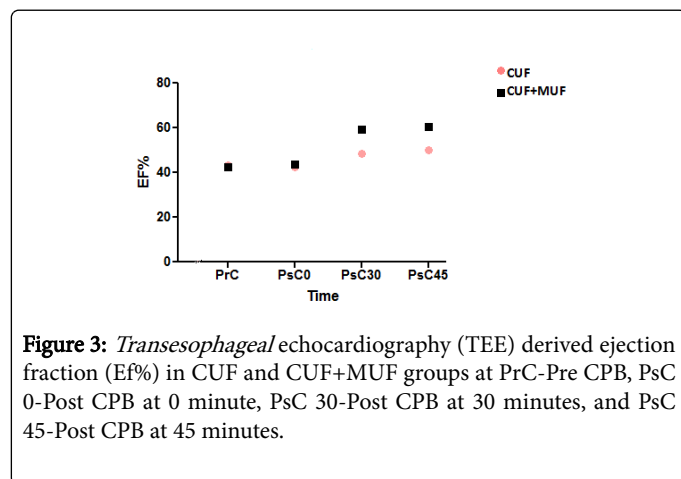 CUF
CUF+MUF
80
60
40
20
0
EF%
PrC PsC0 PsC30 PsC45
Time
Figure 3: Transesophageal echocardiography (TEE) derived ejection
fraction (Ef%) in CUF and CUF+MUF groups at PrC-Pre CPB, PsC
0-Post CPB at 0 minute, PsC 30-Post CPB at 30 minutes, and PsC
45-Post CPB at 45 minutes.